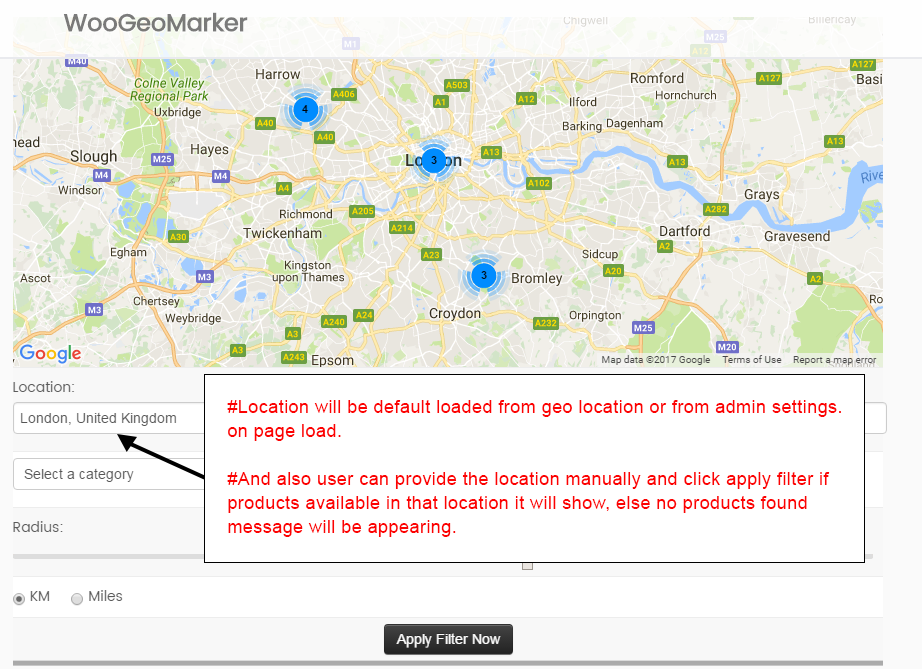 WooGeoMarker
Chigwell
Billericay
M25
M1
A12
M40
A127
Harrow
Romford
A127
Basi
Colne Valley
Regional Park
A503
A406
Hornchurch
A1
A12
Ilford
4
Uxbridge
A40
Barking
Dagenham
A40
A13
ead
Hayes
Slough
M25
A13
3
London
A13
M4
M4
River
Windsor
A4
A102
Grays
Richmond
A205
A282
Twickenham
A214
Dartford
Gravesend
A30
Egham
A23
Sidcup
A2
Kingston
upon Thames
A20
Ascot
M3
3
Bromley
A2
Chertsey
M3
Weybridge
A240
A24
Croydon
A232
Orpington
Ro
M25
A3
A3
A243
Epsom
M20
Google
Map data ©2017 Google
Terms of Use
Report a map error
Location:
London, United Kingdom
#Location will be default loaded from geo location or from admin settings.
on page load.
#And also user can provide the location manually and click apply filter if
products available in that location it will show, else no products found
message will be appearing.
Select a category
Radius:
KM
Miles
Apply Filter Now